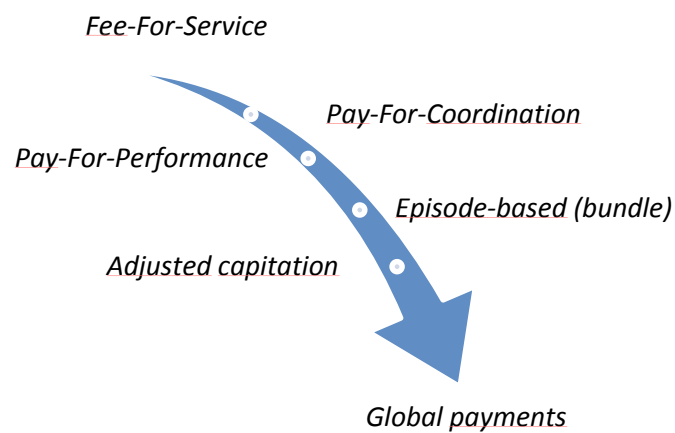 Fee-For-Service
Pay-For-Coordination
Pay-For-Performance
Episode-based (bundle)
Adjusted capitation
Global payments